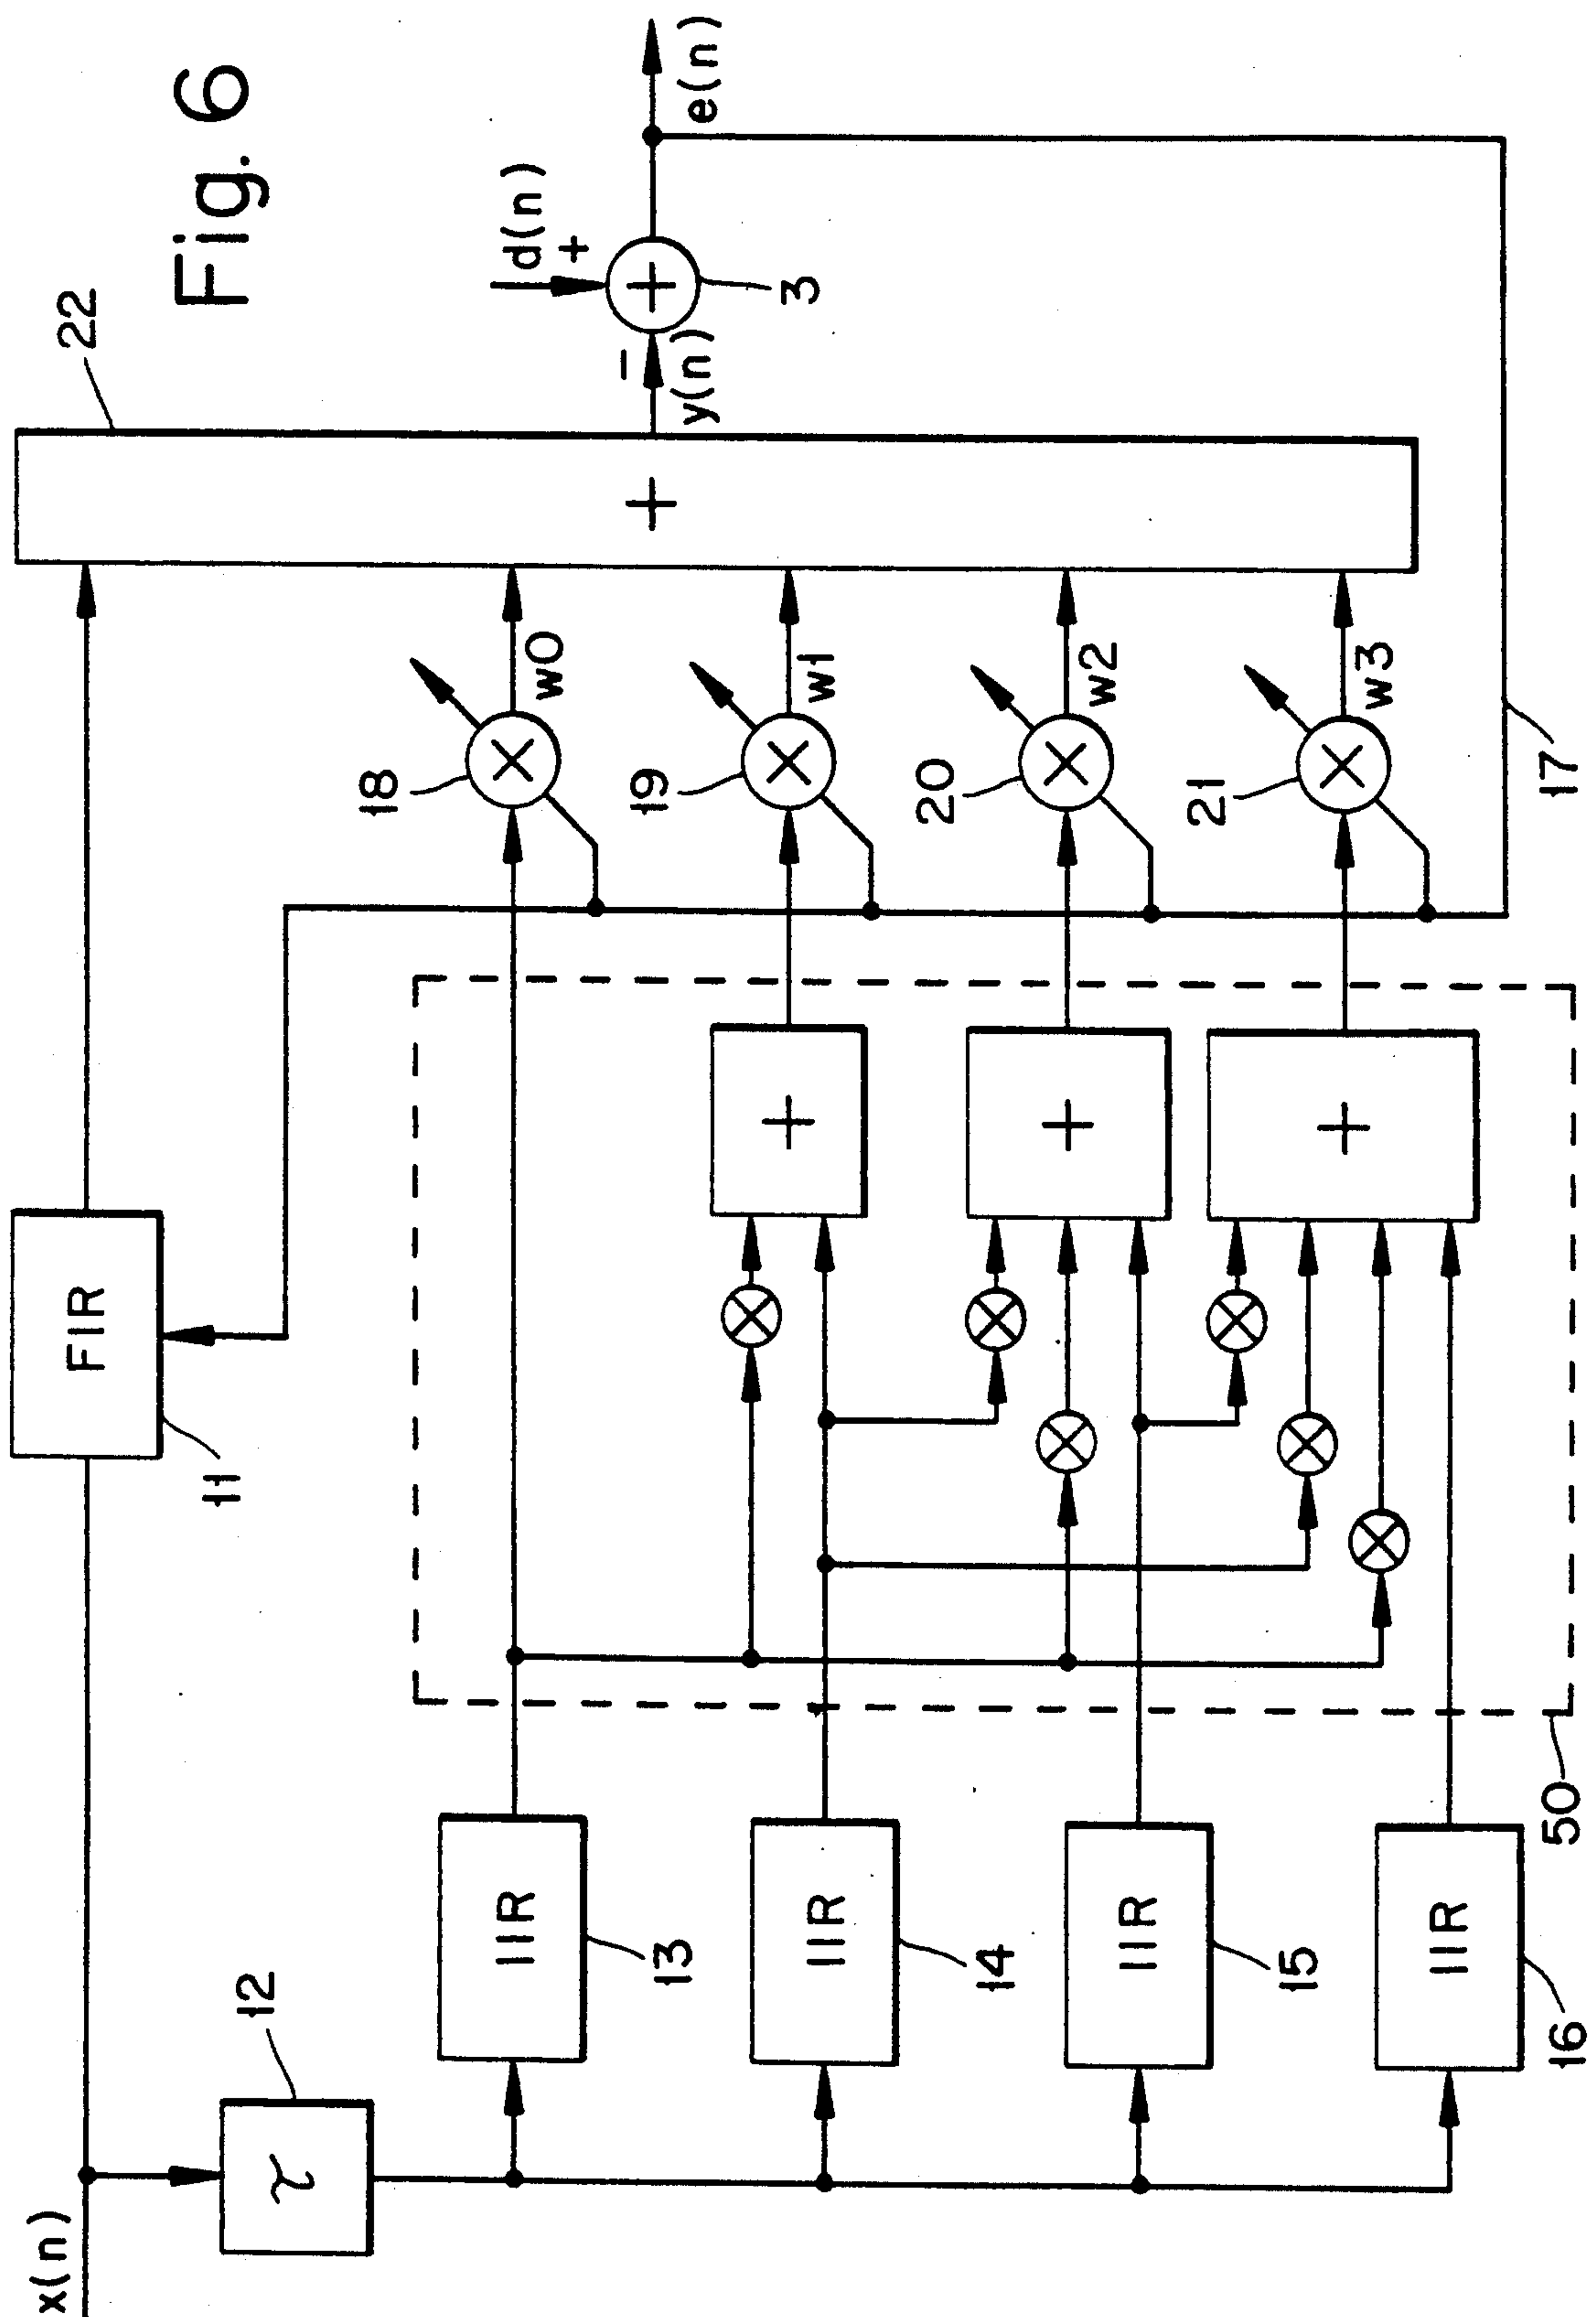 Fig. 6
x(n)
12
τ
FIR
11
IIR
13
IIR
14
IIR
15
IIR
16
50
+
+
+
18
×
w0
19
×
w1
20
×
w2
21
×
w3
17
22
+
−
y(n)
d(n)
+
+
3
e(n)